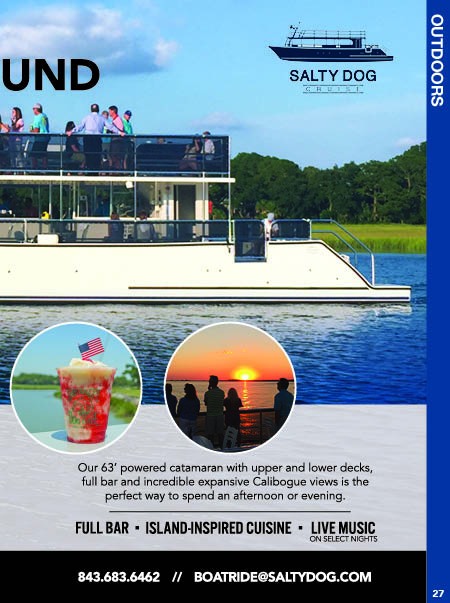 UND
SALTY DOG
CRUISE
OUTDOORS
Our 63' powered catamaran with upper and lower decks,
full bar and incredible expansive Calibogue views is the
perfect way to spend an afternoon or evening.
FULL BAR ▪ ISLAND-INSPIRED CUISINE ▪ LIVE MUSIC
ON SELECT NIGHTS
843.683.6462 // BOATRIDE@SALTYDOG.COM
27